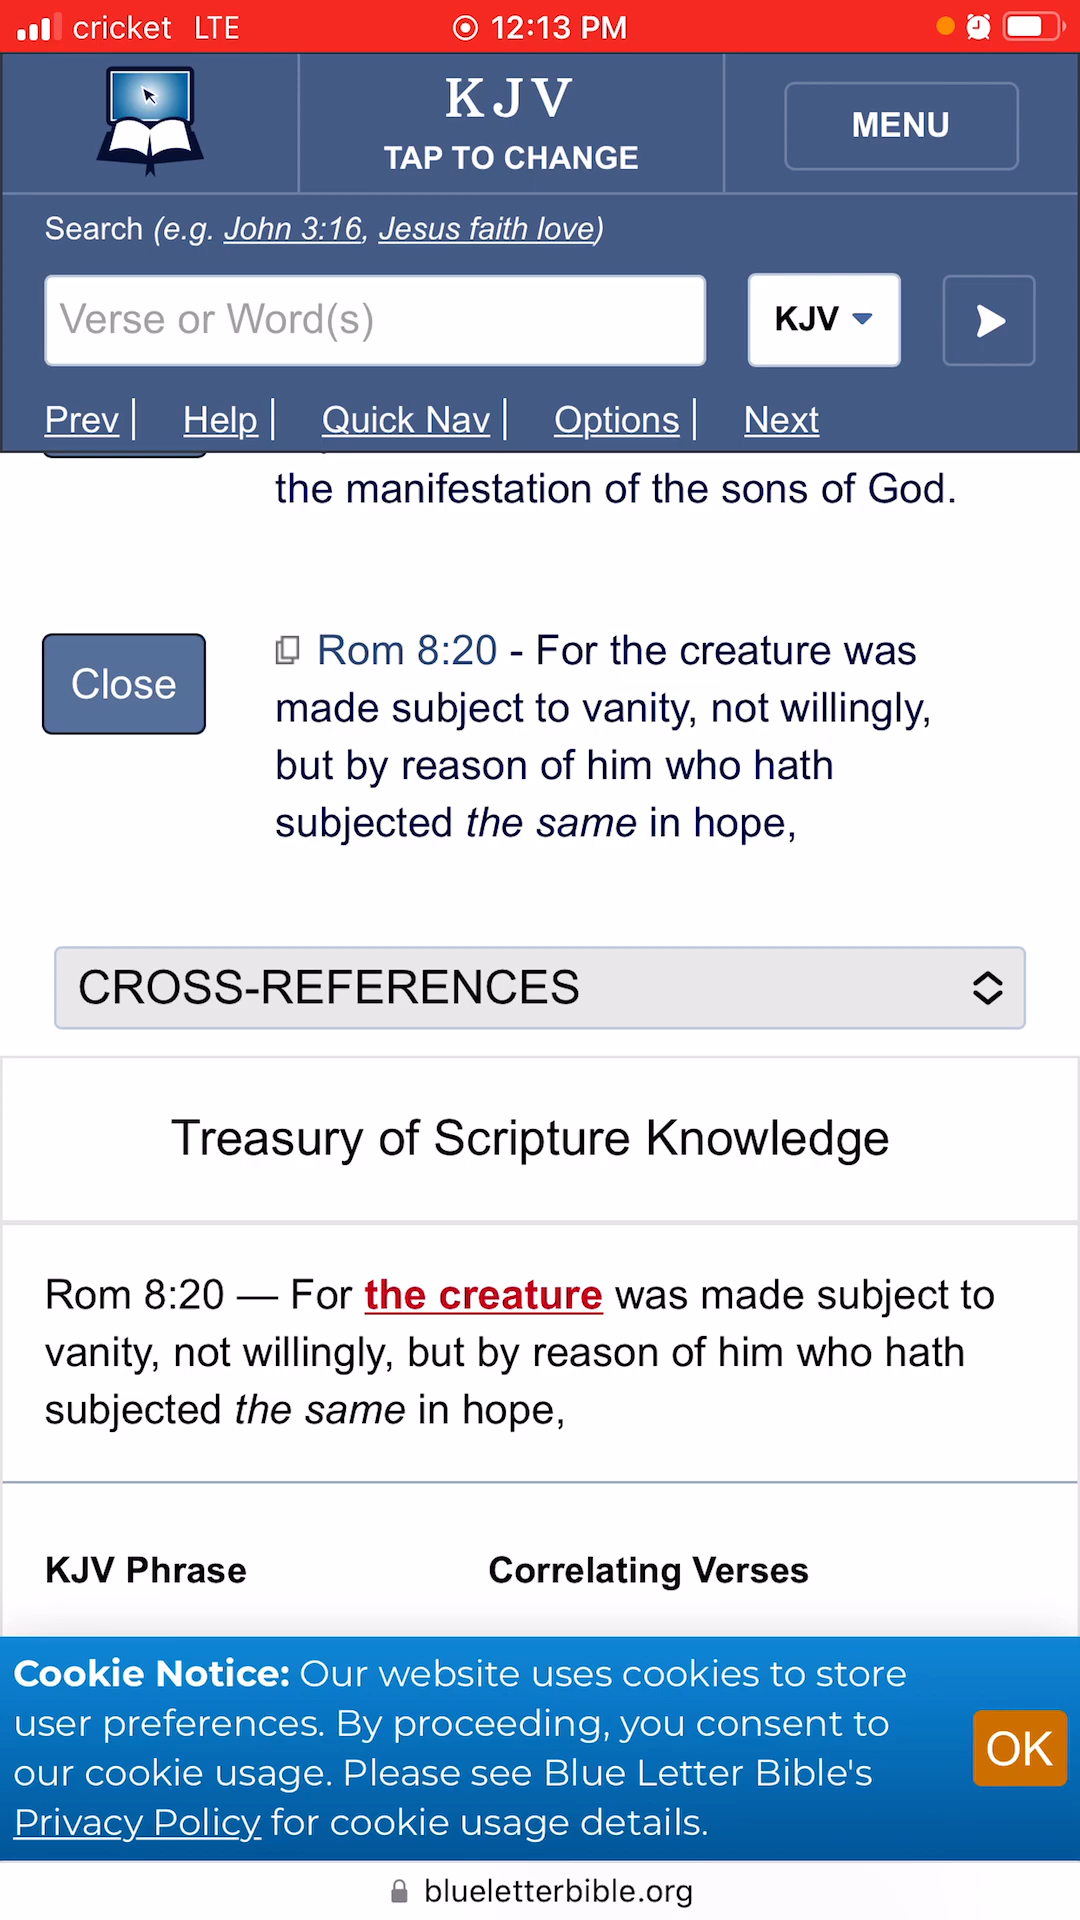 cricket LTE 12:13 PM
KJV
TAP TO CHANGE
MENU
Search (e.g. John 3:16, Jesus faith love)
Verse or Word(s)
KJV
Prev | Help | Quick Nav | Options | Next
the manifestation of the sons of God.
Close
Rom 8:20 - For the creature was
made subject to vanity, not willingly,
but by reason of him who hath
subjected the same in hope,
CROSS-REFERENCES
Treasury of Scripture Knowledge
Rom 8:20 — For the creature was made subject to
vanity, not willingly, but by reason of him who hath
subjected the same in hope,
KJV Phrase Correlating Verses
Cookie Notice: Our website uses cookies to store
user preferences. By proceeding, you consent to
our cookie usage. Please see Blue Letter Bible's
Privacy Policy for cookie usage details.
OK
blueletterbible.org